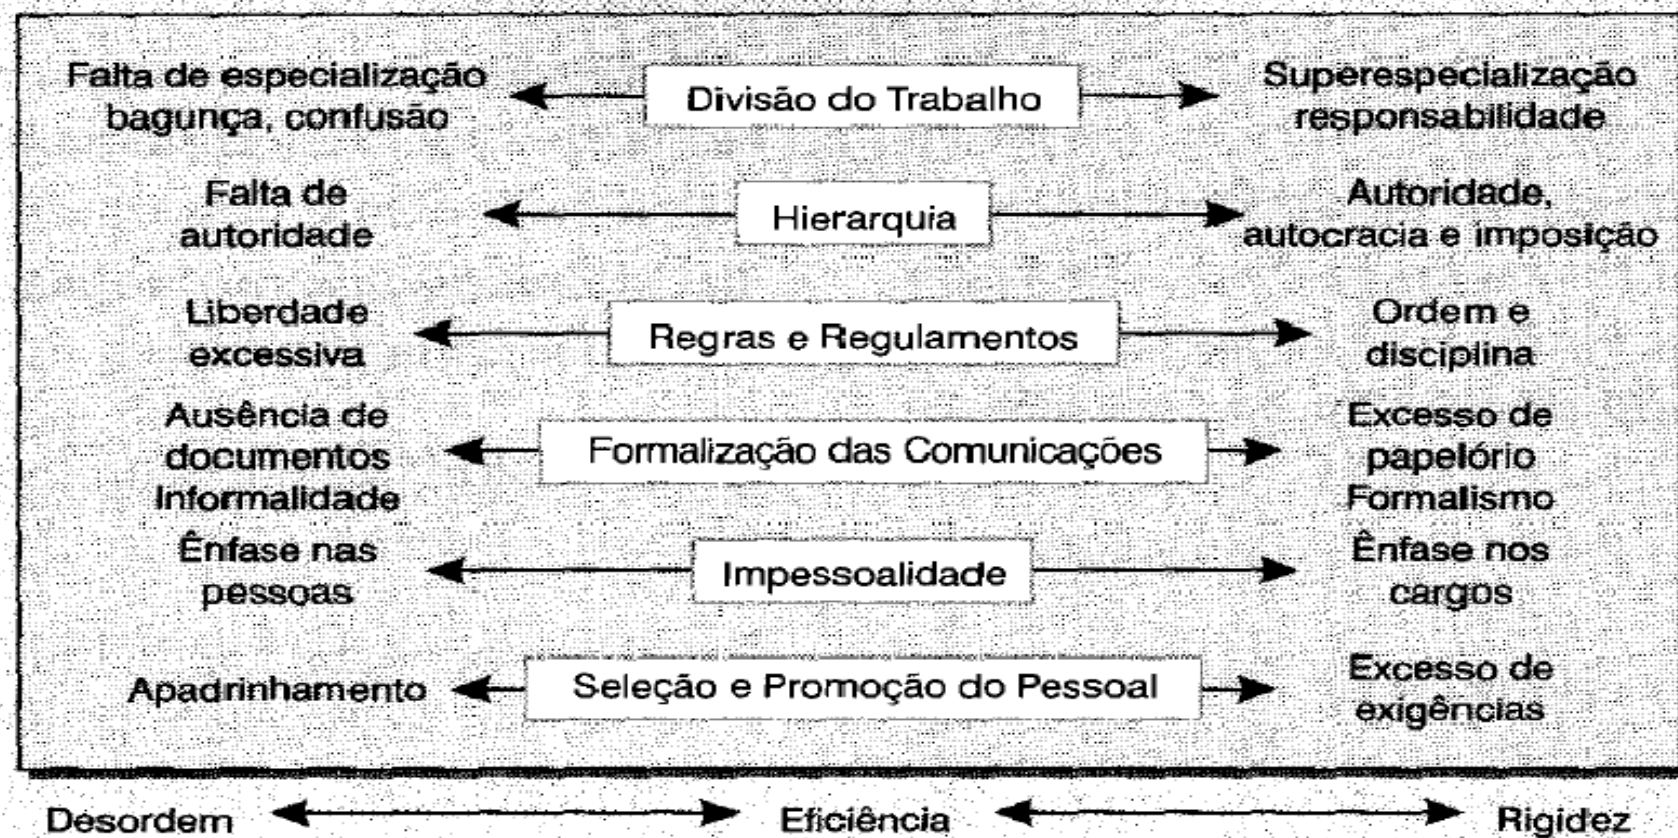 Falta de especialização
bagunça, confusão
Divisão do Trabalho
Superespecialização
responsabilidade
Falta de
autoridade
Hierarquia
Autoridade,
autocracia e imposição
Liberdade
excessiva
Regras e Regulamentos
Ordem e
disciplina
Ausência de
documentos
Informalidade
Formalização das Comunicações
Excesso de
papelório
Formalismo
Ênfase nas
pessoas
Impessoalidade
Ênfase nos
cargos
Apadrinhamento
Seleção e Promoção do Pessoal
Excesso de
exigências
Desordem
Eficiência
Rigidez